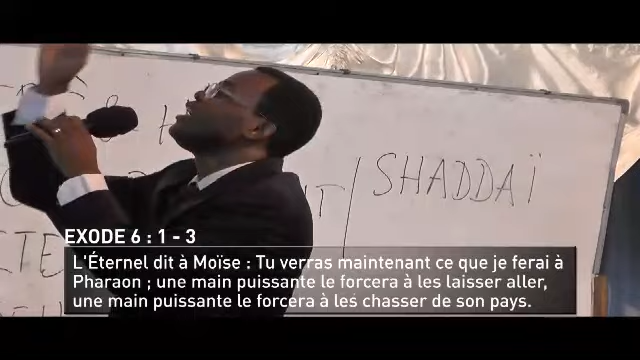 SHADDAÏ
EXODE 6 : 1 - 3
L'Éternel dit à Moïse : Tu verras maintenant ce que je ferai à
Pharaon ; une main puissante le forcera à les laisser aller,
une main puissante le forcera à les chasser de son pays.